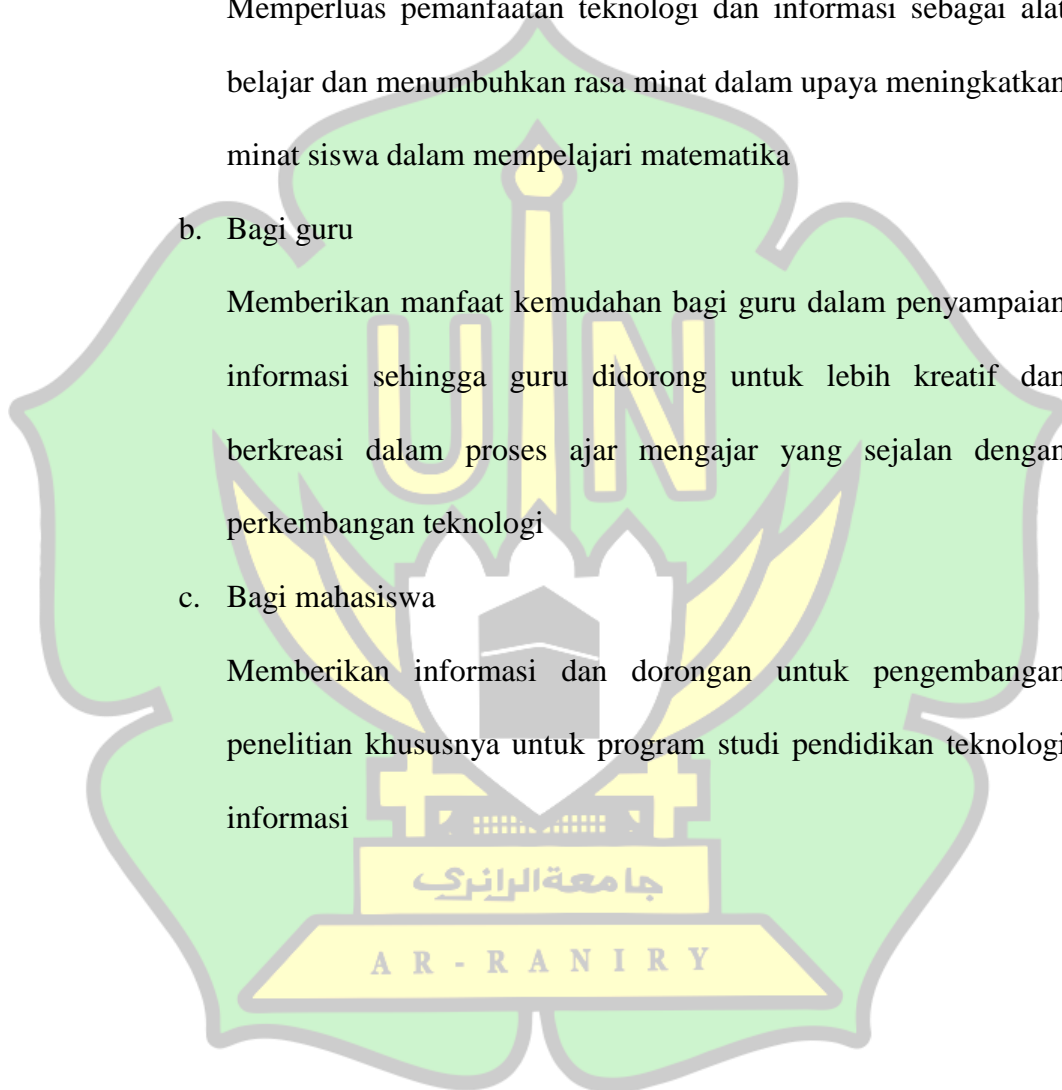 Memperluas pemanfaatan teknologi dan informasi sebagai alat
belajar dan menumbuhkan rasa minat dalam upaya meningkatkan
minat siswa dalam mempelajari matematika
b. Bagi guru
Memberikan manfaat kemudahan bagi guru dalam penyampaian
informasi sehingga guru didorong untuk lebih kreatif dan
berkreasi dalam proses ajar mengajar yang sejalan dengan
perkembangan teknologi
c. Bagi mahasiswa
Memberikan informasi dan dorongan untuk pengembangan
penelitian khususnya untuk program studi pendidikan teknologi
informasi
UIN
جامعة الرانري
AR-RANIRY